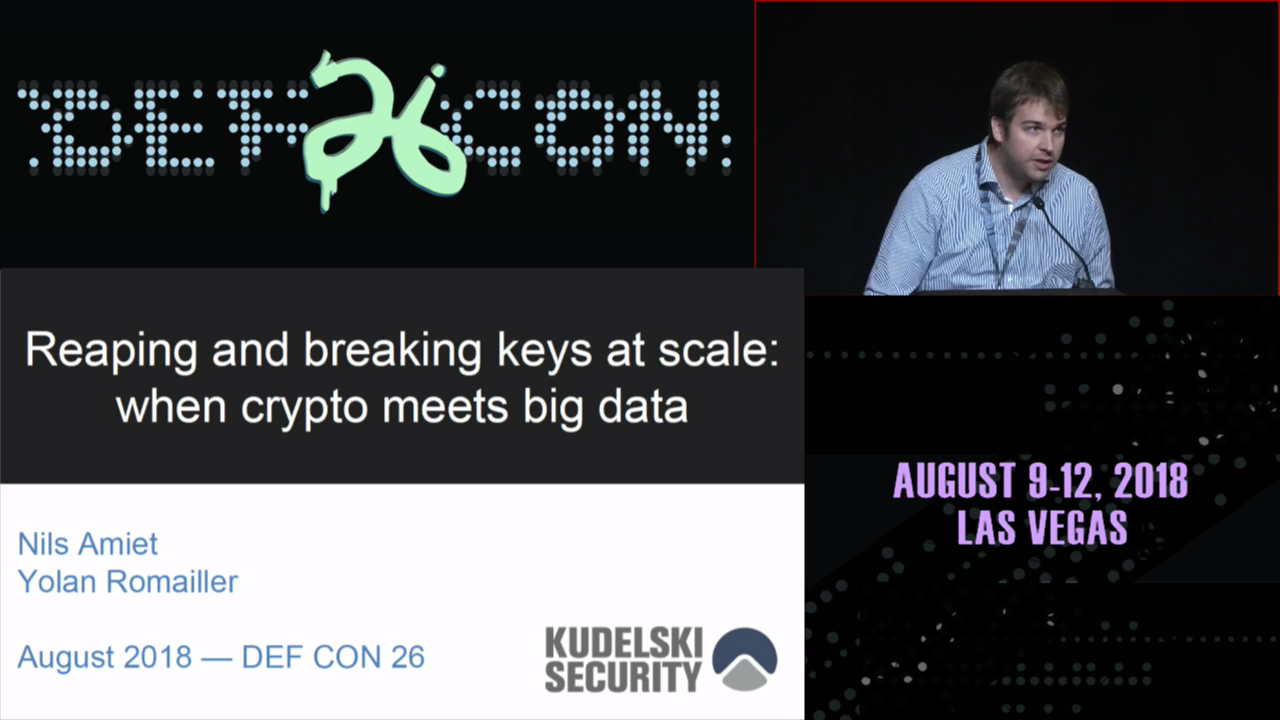 DEF 26 CON
Reaping and breaking keys at scale:
when crypto meets big data
Nils Amiet
Yolan Romailler
August 2018 — DEF CON 26
KUDELSKI
SECURITY
AUGUST 9-12, 2018
LAS VEGAS